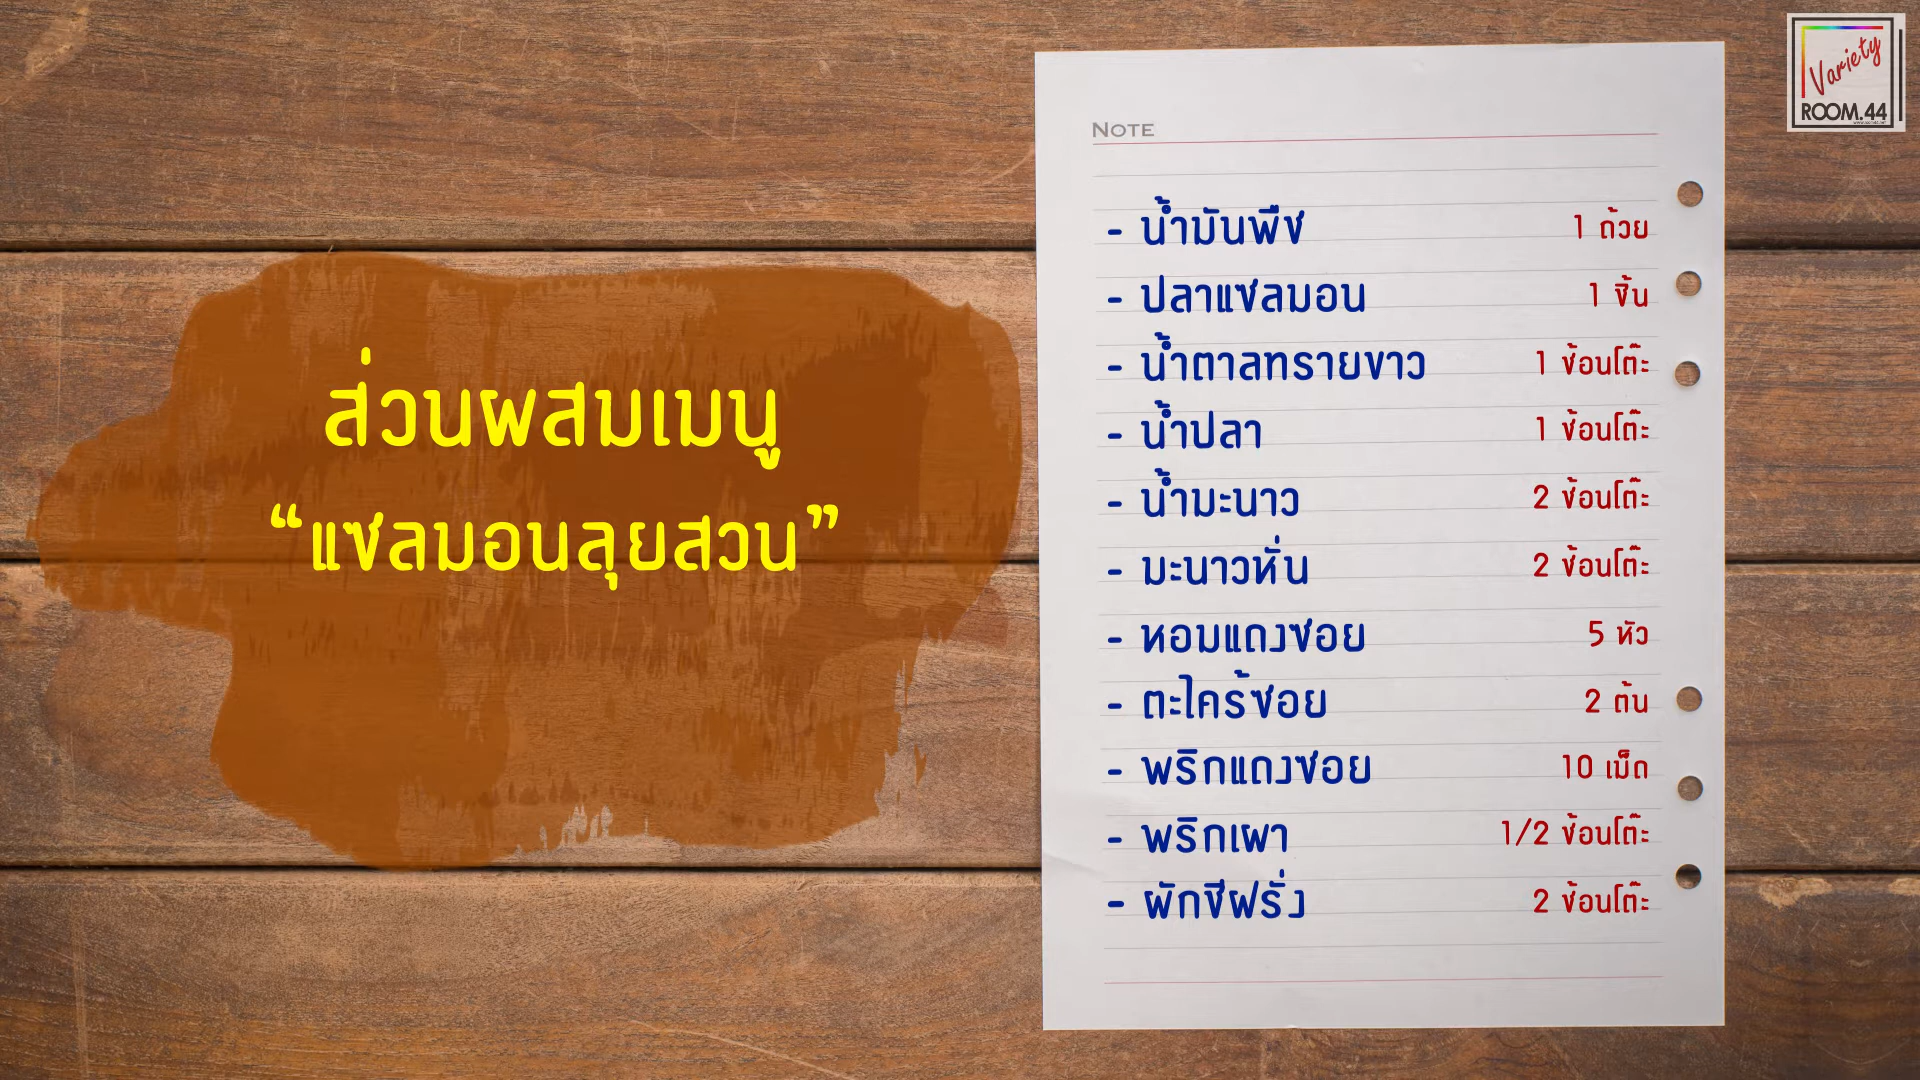 ส่วนผสมเมนู
“แซลมอนลุยสวน”
NOTE
- น้ำมันพืช 1 ถ้วย
- ปลาแซลมอน 1 ชิ้น
- น้ำตาลทรายขาว 1 ช้อนโต๊ะ
- น้ำปลา 1 ช้อนโต๊ะ
- น้ำมะนาว 2 ช้อนโต๊ะ
- มะนาวหั่น 2 ช้อนโต๊ะ
- หอมแดงซอย 5 หัว
- ตะไคร้ซอย 2 ต้น
- พริกแดงซอย 10 เม็ด
- พริกเผา 1/2 ช้อนโต๊ะ
- ผักชีฝรั่ง 2 ช้อนโต๊ะ
Variety
ROOM.44